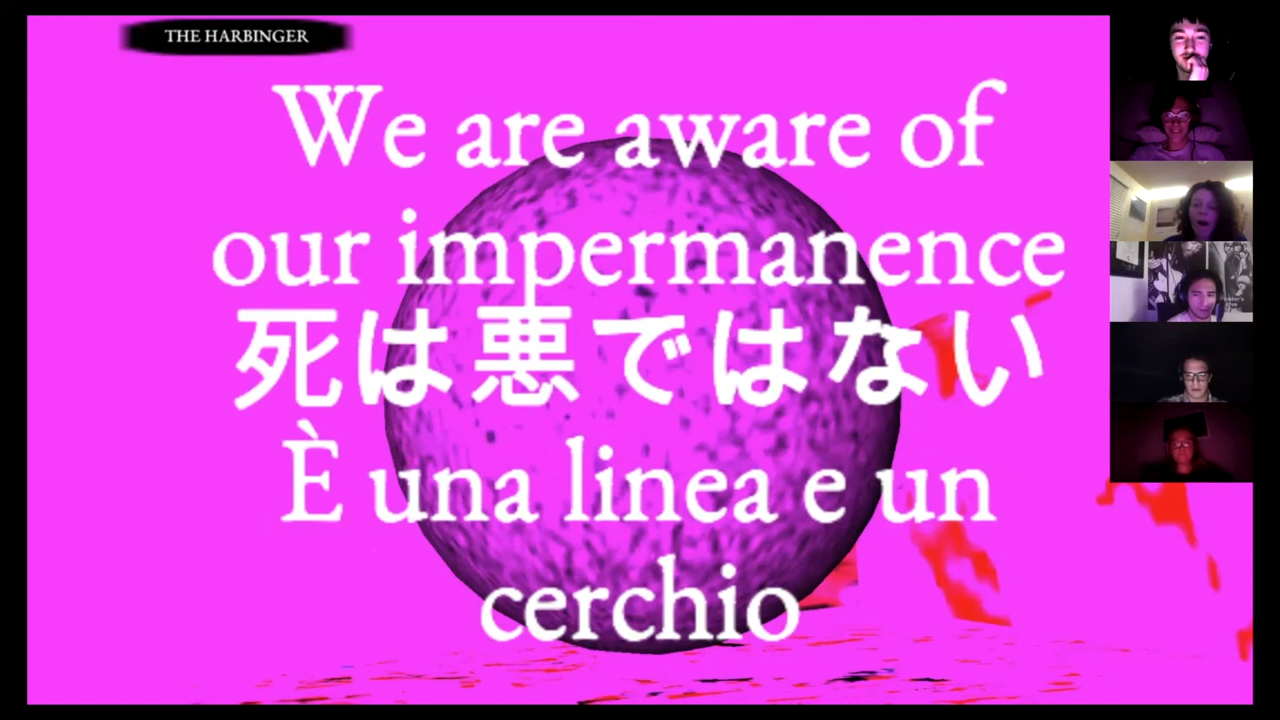 THE HARBINGER
We are aware of
our impermanence
死は悪ではない
È una linea e un
cerchio